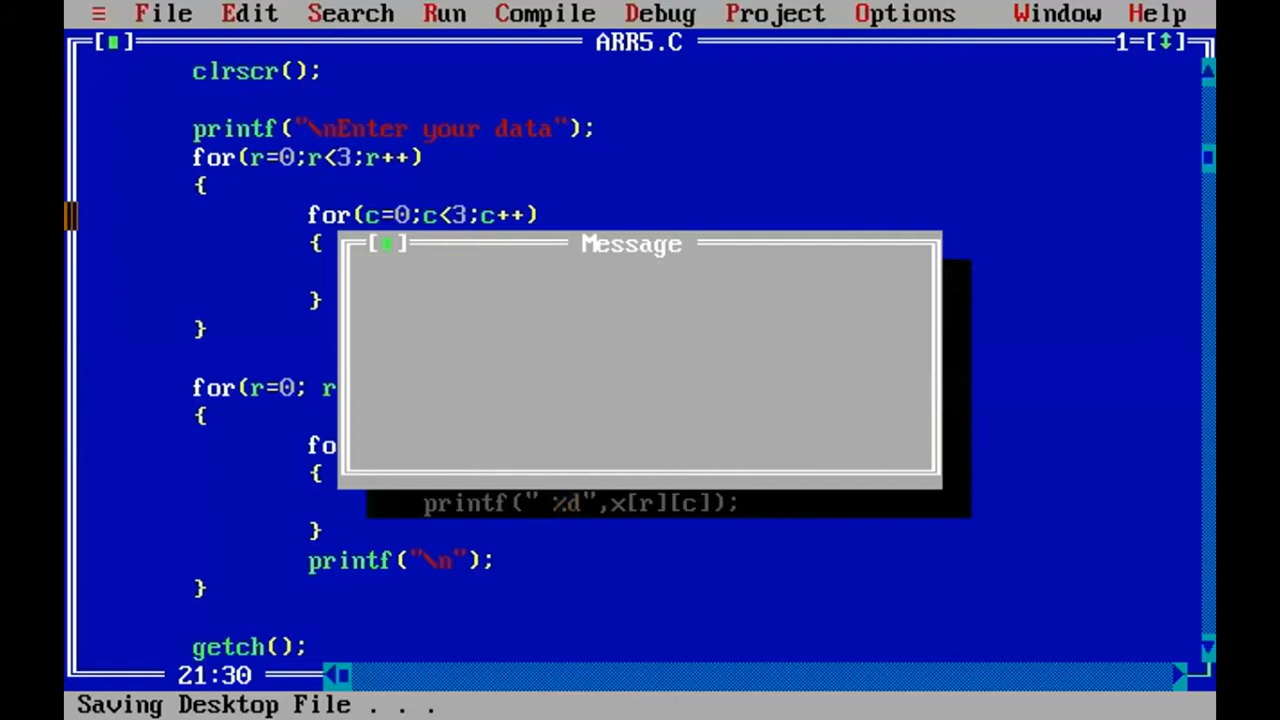 ≡ File Edit Search Run Compile Debug Project Options Window Help
[■] ARR5.C 1=[↕]
clrscr();
printf("\nEnter your data");
for(r=0;r<3;r++)
{
for(c=0;c<3;c++)
{
[■] Message
}
}
for(r=0; r
{
fo
{
printf(" %d",x[r][c]);
}
printf("\n");
}
getch();
21:30
Saving Desktop File . . .